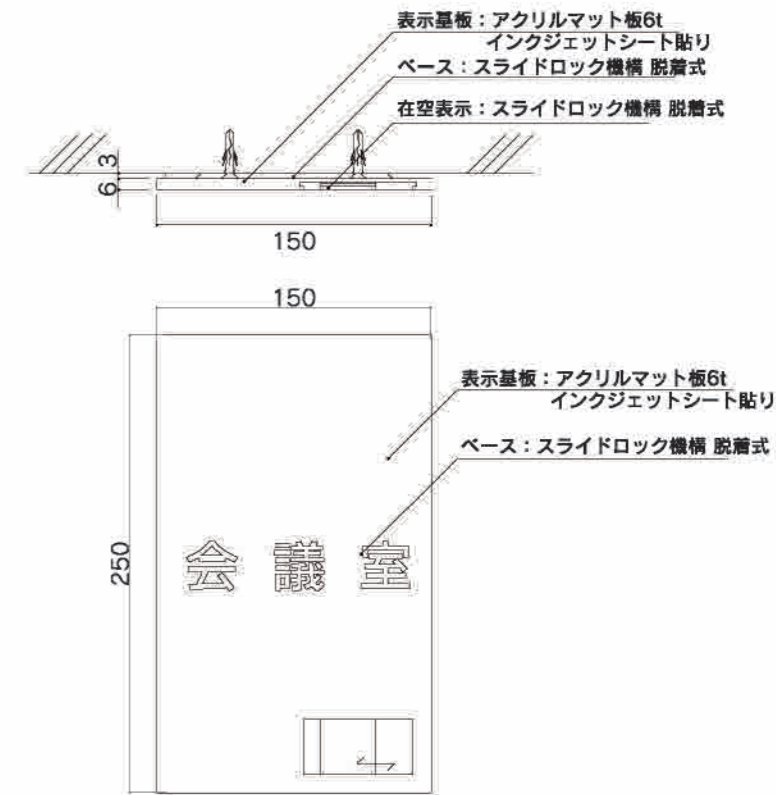 表示基板：アクリルマット板6t
インクジェットシート貼り
ベース：スライドロック機構 脱着式
在空表示：スライドロック機構 脱着式
3
6
150
150
表示基板：アクリルマット板6t
インクジェットシート貼り
ベース：スライドロック機構 脱着式
250
会議室